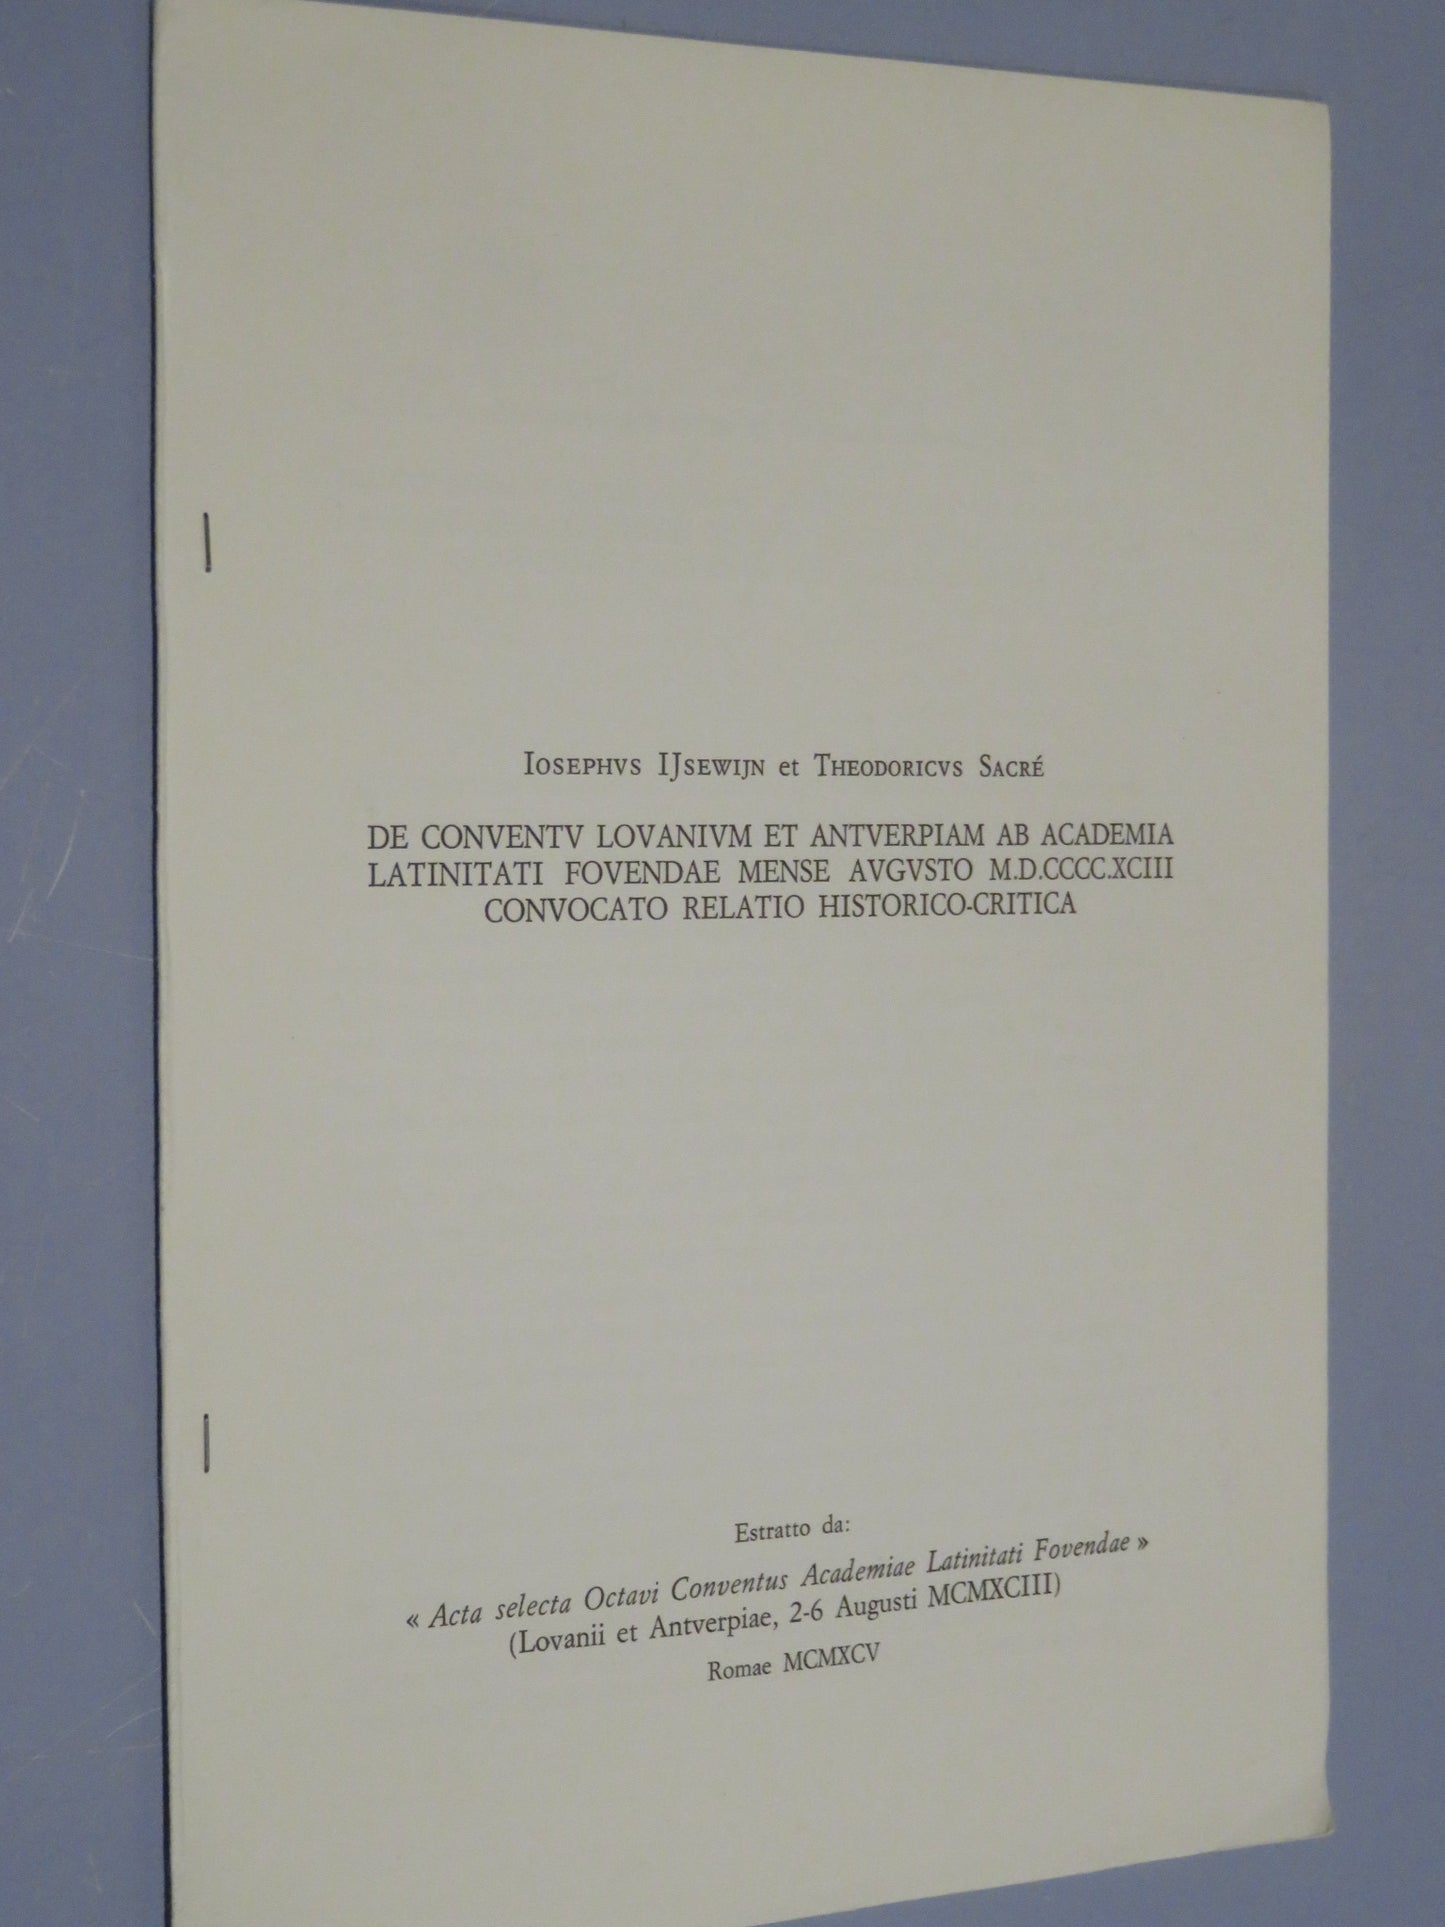 IOSEPHVS IJSEWIJN et THEODORICVS SACRÉ
DE CONVENTV LOVANIVM ET ANTVERPIAM AB ACADEMIA
LATINITATI FOVENDAE MENSE AVGVSTO M.D.CCCC.XCIII
CONVOCATO RELATIO HISTORICO-CRITICA
Estratto da:
« Acta selecta Octavi Conventus Academiae Latinitati Fovendae »
(Lovanii et Antverpiae, 2-6 Augusti MCMXCIII)
Romae MCMXCV